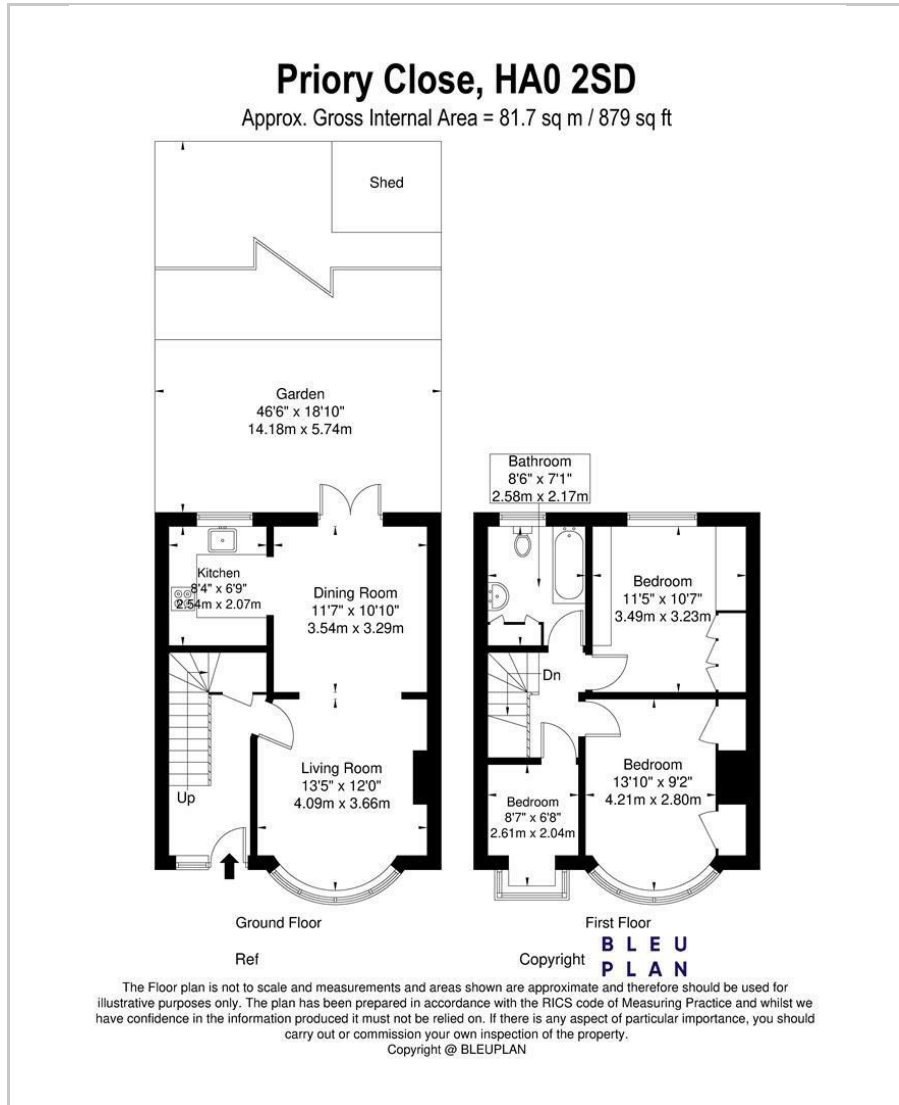 Priory Close, HA0 2SD
Approx. Gross Internal Area = 81.7 sq m / 879 sq ft
Shed
Garden
46'6" x 18'10"
14.18m x 5.74m
Bathroom
8'6" x 7'1"
2.58m x 2.17m
Kitchen
8'4" x 6'9"
2.54m x 2.07m
Dining Room
11'7" x 10'10"
3.54m x 3.29m
Bedroom
11'5" x 10'7"
3.49m x 3.23m
Dn
Living Room
13'5" x 12'0"
4.09m x 3.66m
Up
Bedroom
13'10" x 9'2"
4.21m x 2.80m
Bedroom
8'7" x 6'8"
2.61m x 2.04m
Ground Floor
First Floor
Ref
Copyright
BLEU
PLAN
The Floor plan is not to scale and measurements and areas shown are approximate and therefore should be used for
illustrative purposes only. The plan has been prepared in accordance with the RICS code of Measuring Practice and whilst we
have confidence in the information produced it must not be relied on. If there is any aspect of particular importance, you should
carry out or commission your own inspection of the property.
Copyright @ BLEUPLAN